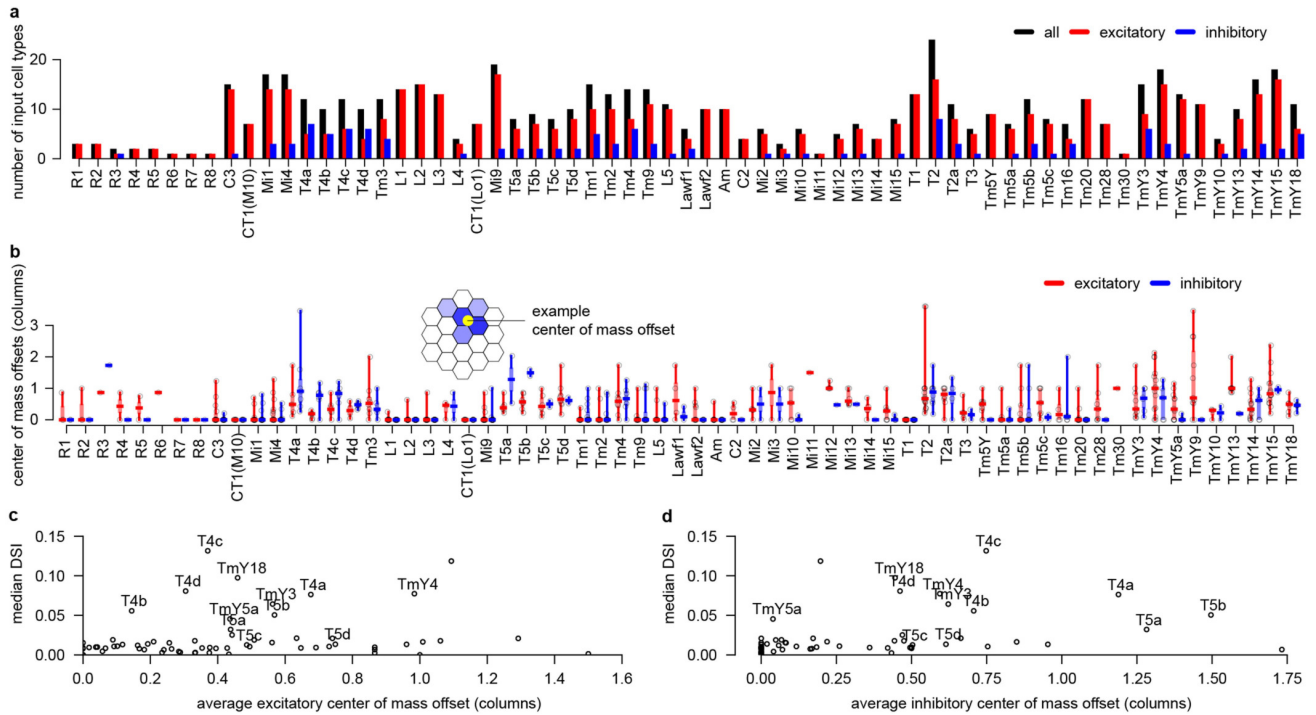 a
number of input cell types
all excitatory inhibitory
20
10
0
R1 R2 R3 R4 R5 R6 R7 R8 C3 CT1(M10) Mi1 Mi4 T4a T4b T4c T4d Tm3 L1 L2 L3 L4 CT1(Lo1) Mi9 T5a T5b T5c T5d Tm1 Tm2 Tm4 Tm9 L5 Lawf1 Lawf2 Am C2 Mi2 Mi3 Mi10 Mi11 Mi12 Mi13 Mi14 Mi15 T1 T2 T2a T3 Tm5Y Tm5a Tm5b Tm5c Tm16 Tm20 Tm28 Tm30 TmY3 TmY4 TmY5a TmY9 TmY10 TmY13 TmY14 TmY15 TmY18
b
center of mass offsets (columns)
excitatory inhibitory
example
center of mass offset
3
2
1
0
R1 R2 R3 R4 R5 R6 R7 R8 C3 CT1(M10) Mi1 Mi4 T4a T4b T4c T4d Tm3 L1 L2 L3 L4 CT1(Lo1) Mi9 T5a T5b T5c T5d Tm1 Tm2 Tm4 Tm9 L5 Lawf1 Lawf2 Am C2 Mi2 Mi3 Mi10 Mi11 Mi12 Mi13 Mi14 Mi15 T1 T2 T2a T3 Tm5Y Tm5a Tm5b Tm5c Tm16 Tm20 Tm28 Tm30 TmY3 TmY4 TmY5a TmY9 TmY10 TmY13 TmY14 TmY15 TmY18
c
median DSI
0.15
0.10
0.05
0.00
T4c
TmY18
T4d
T4a
TmY4
TmY3
T4b
T5b
TmY5a
T5a
T5c
T5d
0.0 0.2 0.4 0.6 0.8 1.0 1.2 1.4 1.6
average excitatory center of mass offset (columns)
d
median DSI
0.15
0.10
0.05
0.00
T4c
TmY18
T4d
TmY4
T4a
TmY3
T4b
T5b
TmY5a
T5a
T5c
T5d
0.00 0.25 0.50 0.75 1.00 1.25 1.50 1.75
average inhibitory center of mass offset (columns)